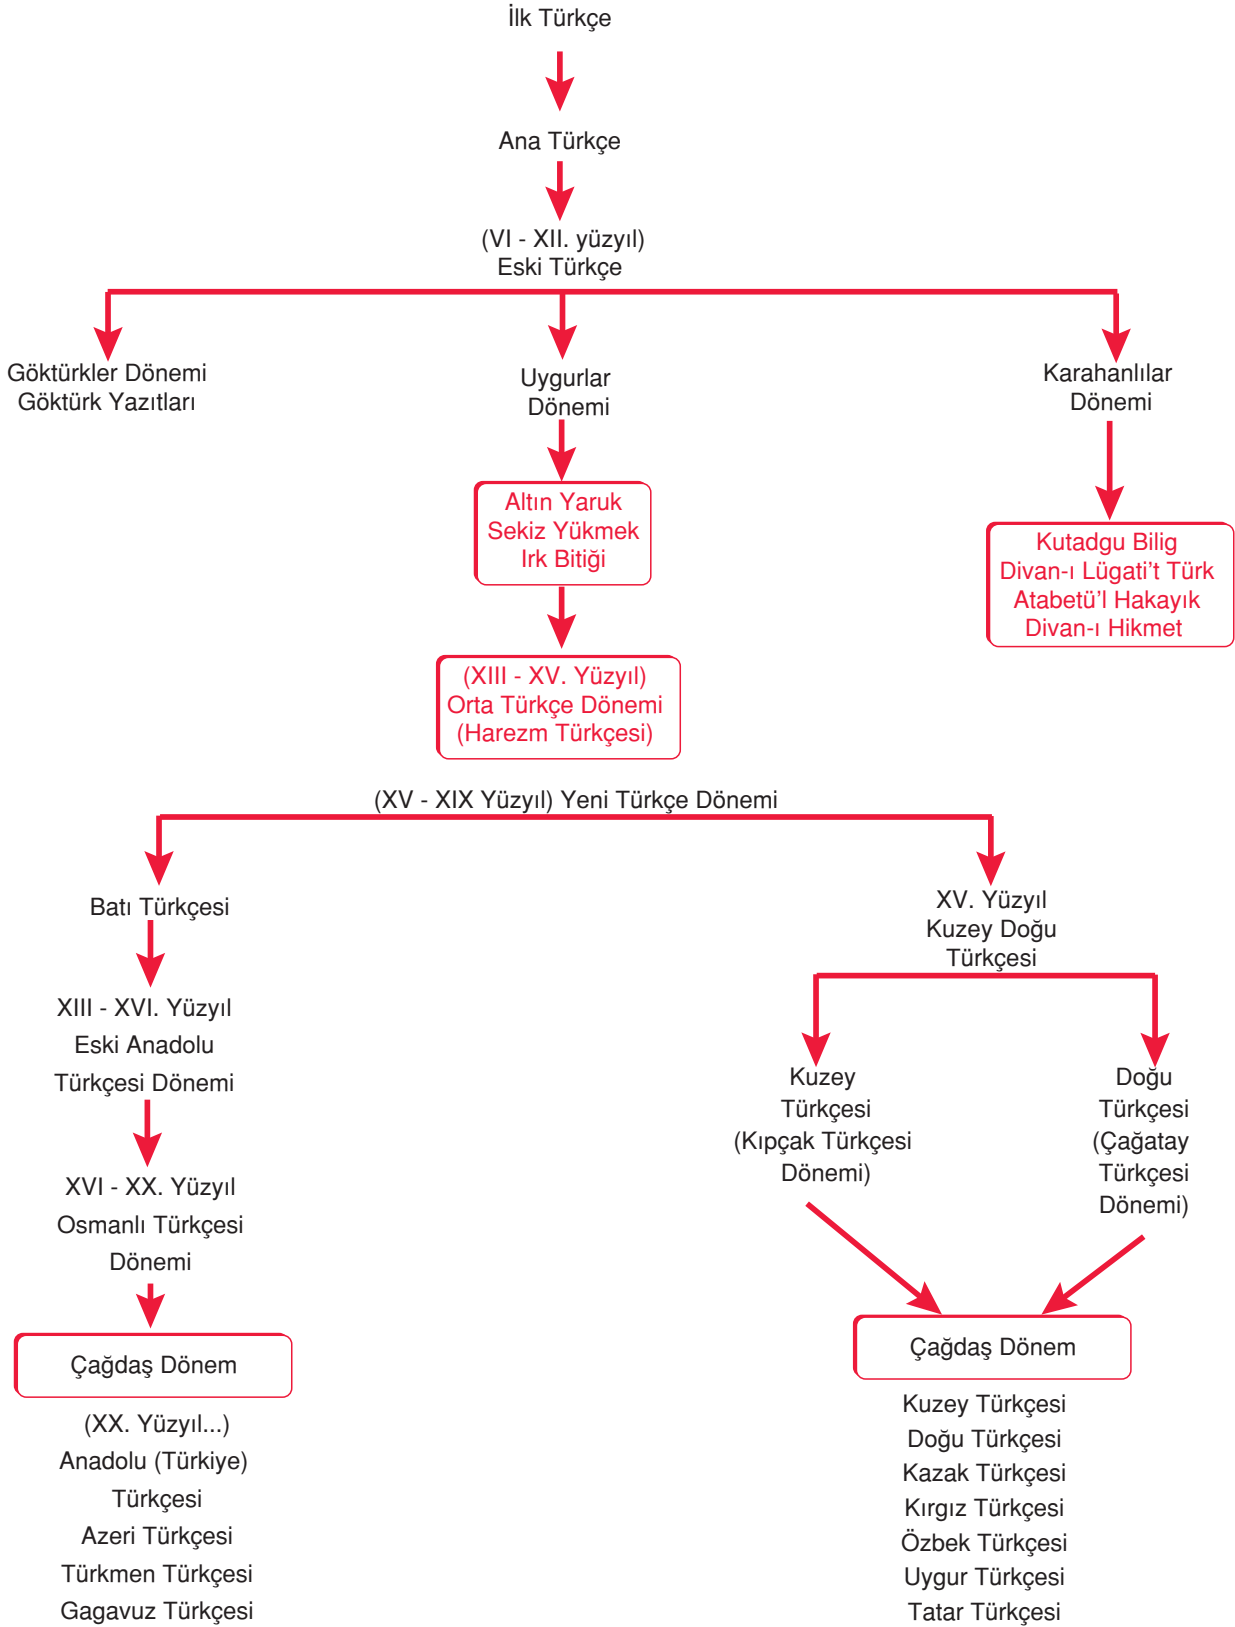 İlk Türkçe
Ana Türkçe
(VI - XII. yüzyıl)
Eski Türkçe
Göktürkler Dönemi
Göktürk Yazıtları
Uygurlar
Dönemi
Karahanlılar
Dönemi
Altın Yaruk
Sekiz Yükmek
Irk Bitiği
Kutadgu Bilig
Divan-ı Lügati't Türk
Atabetü'l Hakayık
Divan-ı Hikmet
(XIII - XV. Yüzyıl)
Orta Türkçe Dönemi
(Harezm Türkçesi)
(XV - XIX Yüzyıl) Yeni Türkçe Dönemi
Batı Türkçesi
XIII - XVI. Yüzyıl
Eski Anadolu
Türkçesi Dönemi
XVI - XX. Yüzyıl
Osmanlı Türkçesi
Dönemi
Çağdaş Dönem
(XX. Yüzyıl...)
Anadolu (Türkiye)
Türkçesi
Azeri Türkçesi
Türkmen Türkçesi
Gagavuz Türkçesi
XV. Yüzyıl
Kuzey Doğu
Türkçesi
Kuzey
Türkçesi
(Kıpçak Türkçesi
Dönemi)
Doğu
Türkçesi
(Çağatay
Türkçesi
Dönemi)
Çağdaş Dönem
Kuzey Türkçesi
Doğu Türkçesi
Kazak Türkçesi
Kırgız Türkçesi
Özbek Türkçesi
Uygur Türkçesi
Tatar Türkçesi